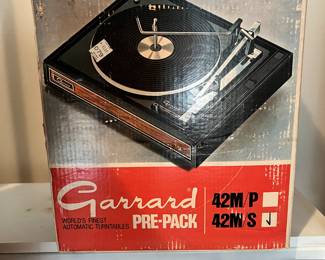 Garrard®
WORLD'S FINEST
AUTOMATIC TURNTABLES
PRE-PACK
42M/P
42M/S